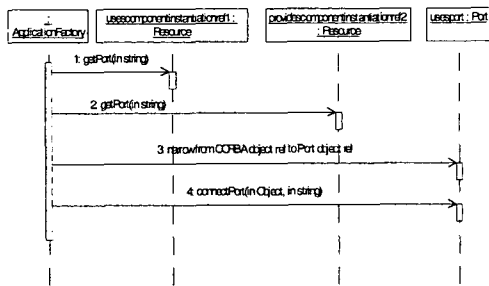 :
ApplicationFactory
usescomponentinstantiationref1 :
Resource
providescomponentinstantiationref2
: Resource
usesport : Port
1: getPort(in string)
2: getPort(in string)
3: narrow from CORBA object ref to Port object ref
4: connectPort(in Object, in string)